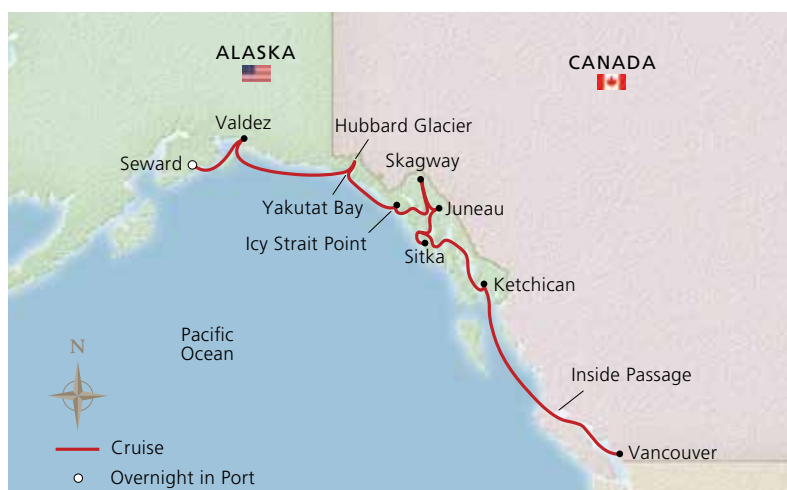 ALASKA
CANADA
Valdez
Hubbard Glacier
Seward
Skagway
Yakutat Bay
Juneau
Icy Strait Point
Sitka
Ketchican
Pacific
Ocean
N
Inside Passage
Cruise
Vancouver
Overnight in Port